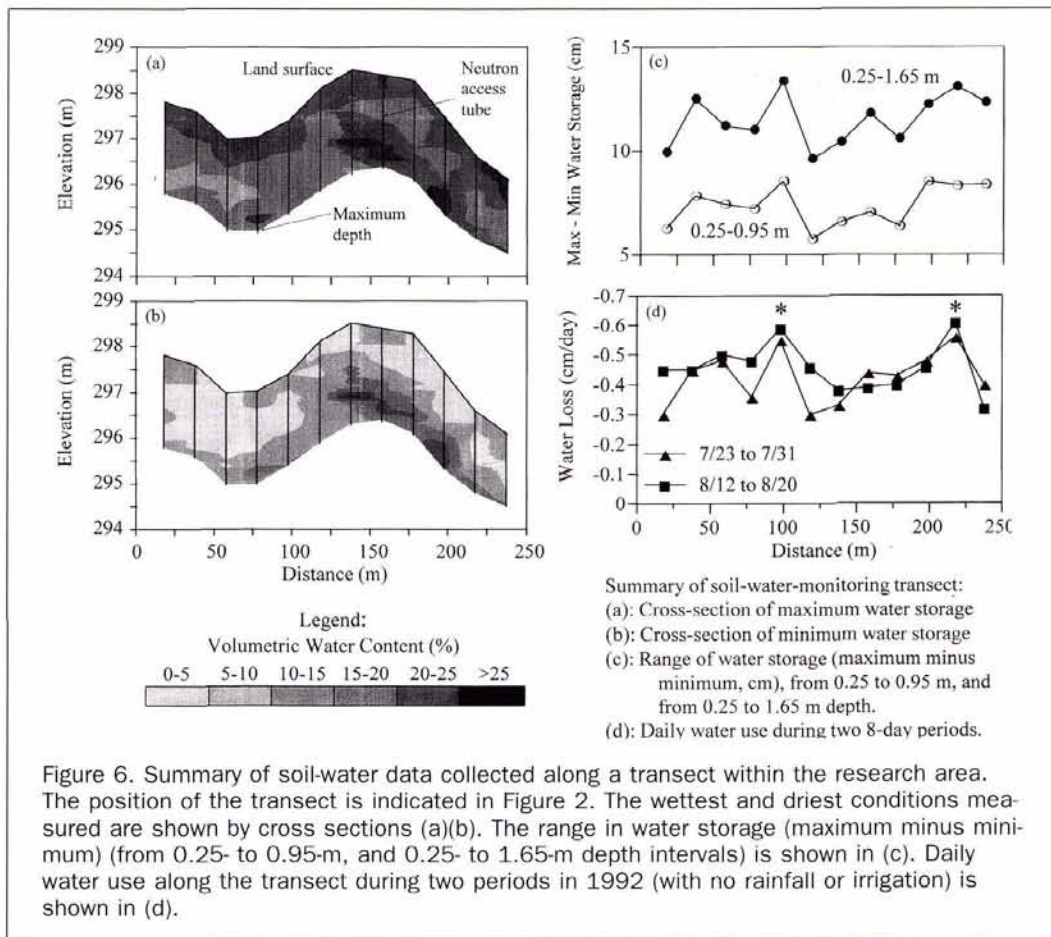 299
298
297
296
295
294
Elevation (m)
(a)
Land surface
Neutron
access
tube
Maximum
depth
299
298
297
296
295
294
Elevation (m)
(b)
0 50 100 150 200 250
Distance (m)
Legend:
Volumetric Water Content (%)
0-5 5-10 10-15 15-20 20-25 >25
15
10
5
Max - Min Water Storage (cm)
(c)
0.25-1.65 m
0.25-0.95 m
-0.7
-0.6
-0.5
-0.4
-0.3
-0.2
-0.1
0
Water Loss (cm/day)
(d)
* *
7/23 to 7/31
8/12 to 8/20
0 50 100 150 200 250
Distance (m)
Summary of soil-water-monitoring transect:
(a): Cross-section of maximum water storage
(b): Cross-section of minimum water storage
(c): Range of water storage (maximum minus
minimum, cm), from 0.25 to 0.95 m, and
from 0.25 to 1.65 m depth.
(d): Daily water use during two 8-day periods.
Figure 6. Summary of soil-water data collected along a transect within the research area.
The position of the transect is indicated in Figure 2. The wettest and driest conditions mea-
sured are shown by cross sections (a)(b). The range in water storage (maximum minus mini-
mum) (from 0.25- to 0.95-m, and 0.25- to 1.65-m depth intervals) is shown in (c). Daily
water use along the transect during two periods in 1992 (with no rainfall or irrigation) is
shown in (d).